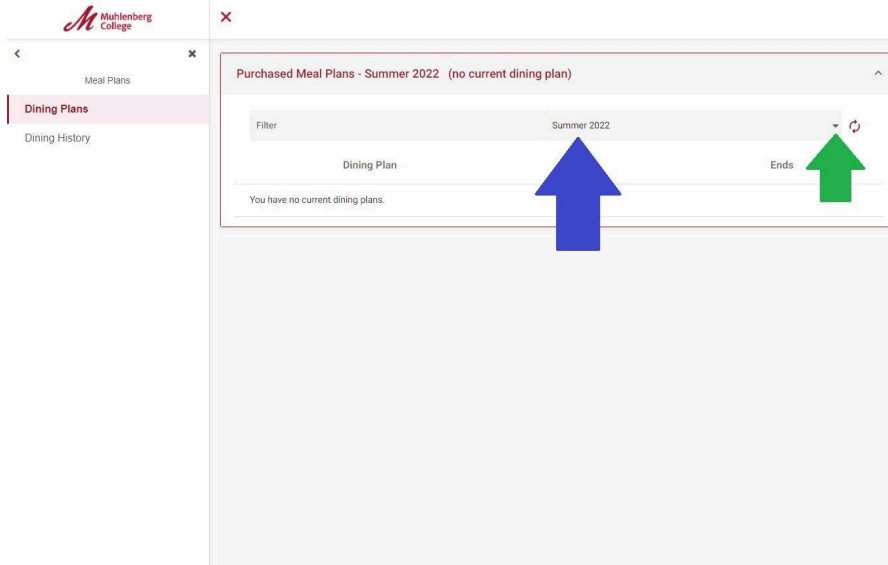 Muhlenberg
College
Meal Plans
Dining Plans
Dining History
Purchased Meal Plans - Summer 2022 (no current dining plan)
Filter Summer 2022
Dining Plan Ends
You have no current dining plans.